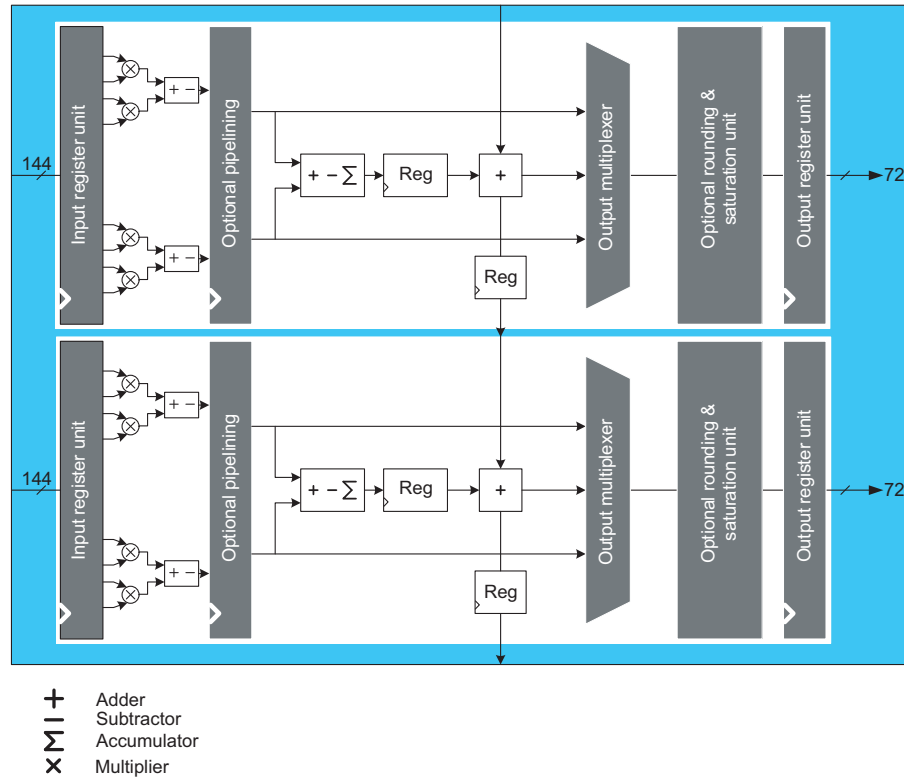 144
Input register unit
×
×
+ −
×
×
+ −
Optional pipelining
+ − Σ
Reg
+
Reg
Output multiplexer
Optional rounding &
saturation unit
Output register unit
72
144
Input register unit
×
×
+ −
×
×
+ −
Optional pipelining
+ − Σ
Reg
+
Reg
Output multiplexer
Optional rounding &
saturation unit
Output register unit
72
+ Adder
− Subtractor
Σ Accumulator
× Multiplier